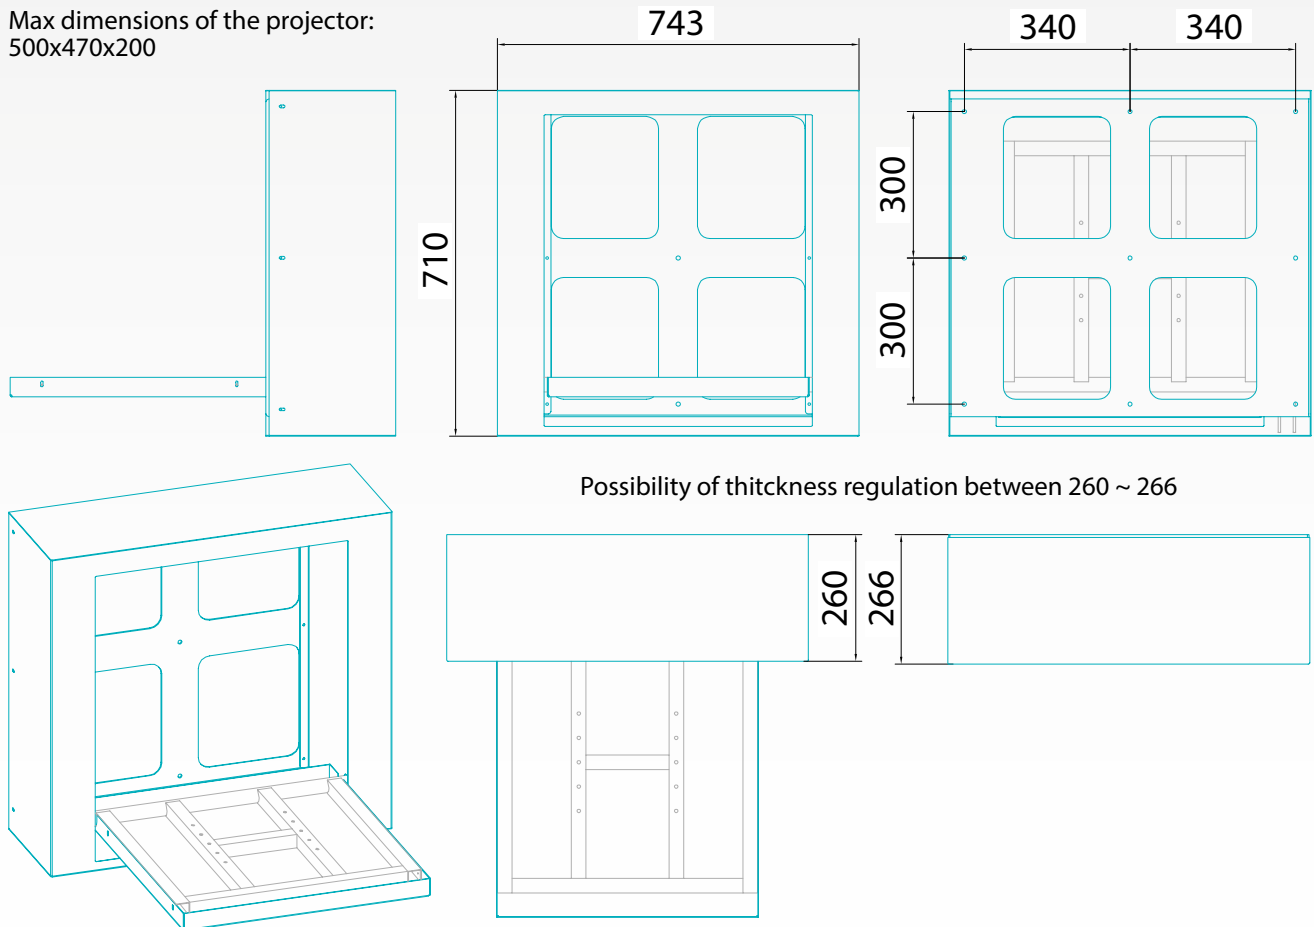 Max dimensions of the projector:
500x470x200
743
340 340
300
710
300
Possibility of thitckness regulation between 260 ~ 266
260
266